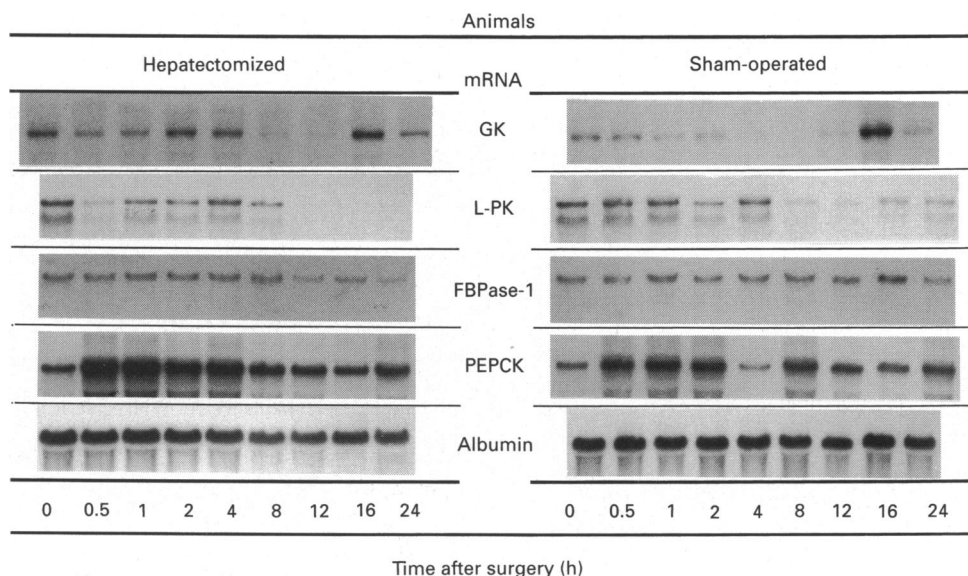 Animals
Hepatectomized
mRNA
Sham-operated
GK
L-PK
FBPase-1
PEPCK
Albumin
0 0.5 1 2 4 8 12 16 24
0 0.5 1 2 4 8 12 16 24
Time after surgery (h)